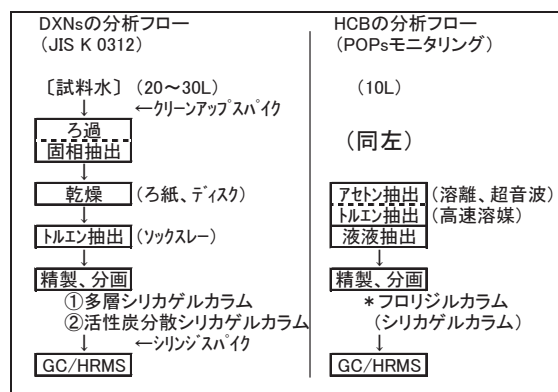 DXNsの分析フロー
(JIS K 0312)
〔試料水〕(20～30L)
↓ ←クリーンアップスパイク
ろ過
固相抽出
↓
乾燥 (ろ紙、ディスク)
↓
トルエン抽出 (ソックスレー)
↓
精製、分画
①多層シリカゲルカラム
②活性炭分散シリカゲルカラム
↓ ←シリンジスパイク
GC/HRMS
HCBの分析フロー
(POPsモニタリング)
(10L)
(同左)
アセトン抽出 (溶離、超音波)
トルエン抽出 (高速溶媒)
液液抽出
↓
精製、分画
*フロリジルカラム
(シリカゲルカラム)
↓
GC/HRMS